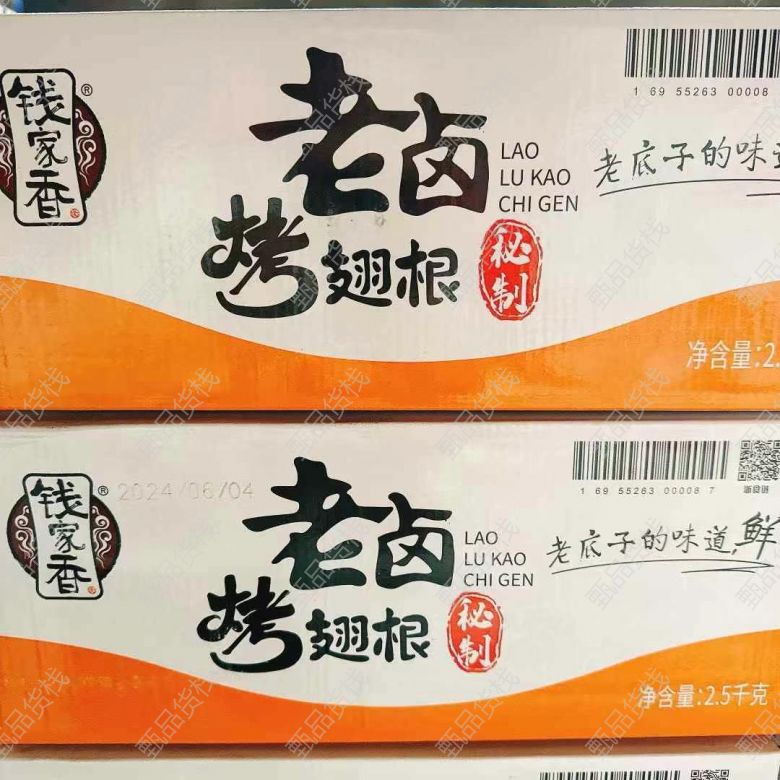 钱家香
®
老卤
烤翅根
LAO
LU KAO
CHI GEN
秘制
1 69 55263 00008
老底子的味
净含量:2.
钱家香
®
2024/06/04
老卤
烤翅根
LAO
LU KAO
CHI GEN
秘制
1 69 55263 00008 7
老底子的味道,鲜
净含量:2.5千克
甄品货栈